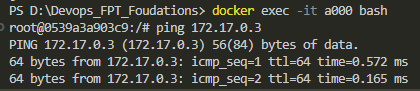 PS D:\Devops_FPT_Foudations> docker exec -it a000 bash
root@0539a3a903c9:/# ping 172.17.0.3
PING 172.17.0.3 (172.17.0.3) 56(84) bytes of data.
64 bytes from 172.17.0.3: icmp_seq=1 ttl=64 time=0.572 ms
64 bytes from 172.17.0.3: icmp_seq=2 ttl=64 time=0.165 ms